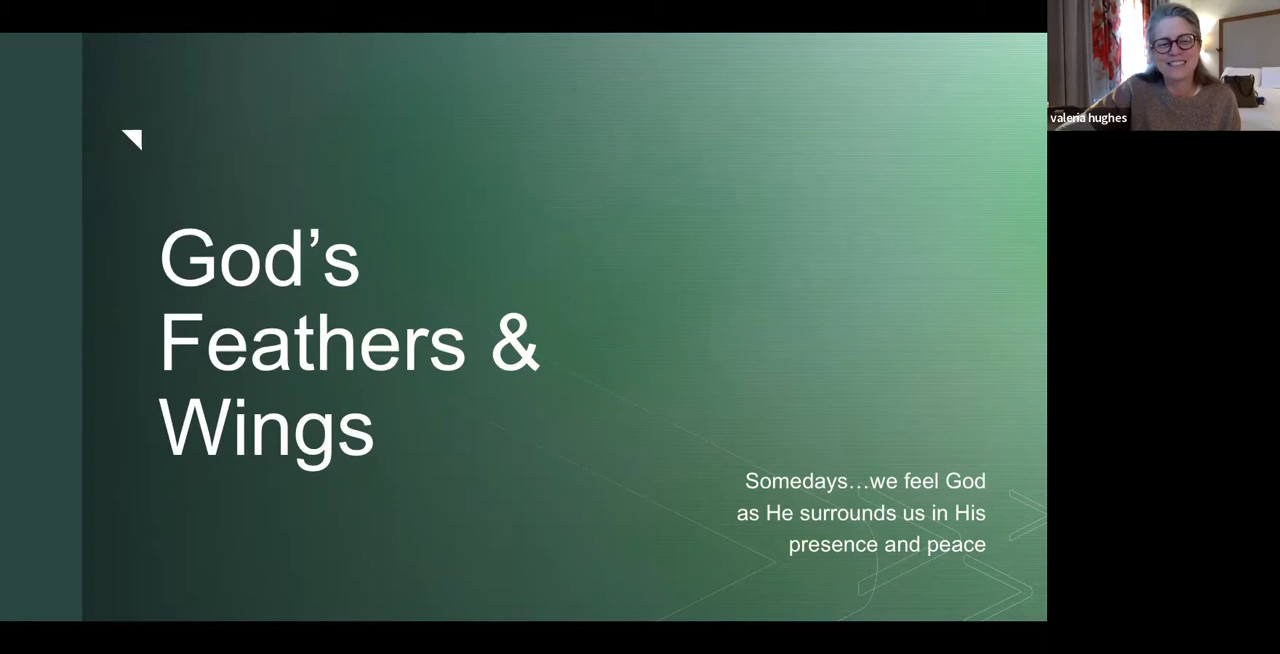 God’s
Feathers &
Wings
Somedays…we feel God
as He surrounds us in His
presence and peace
valeria hughes